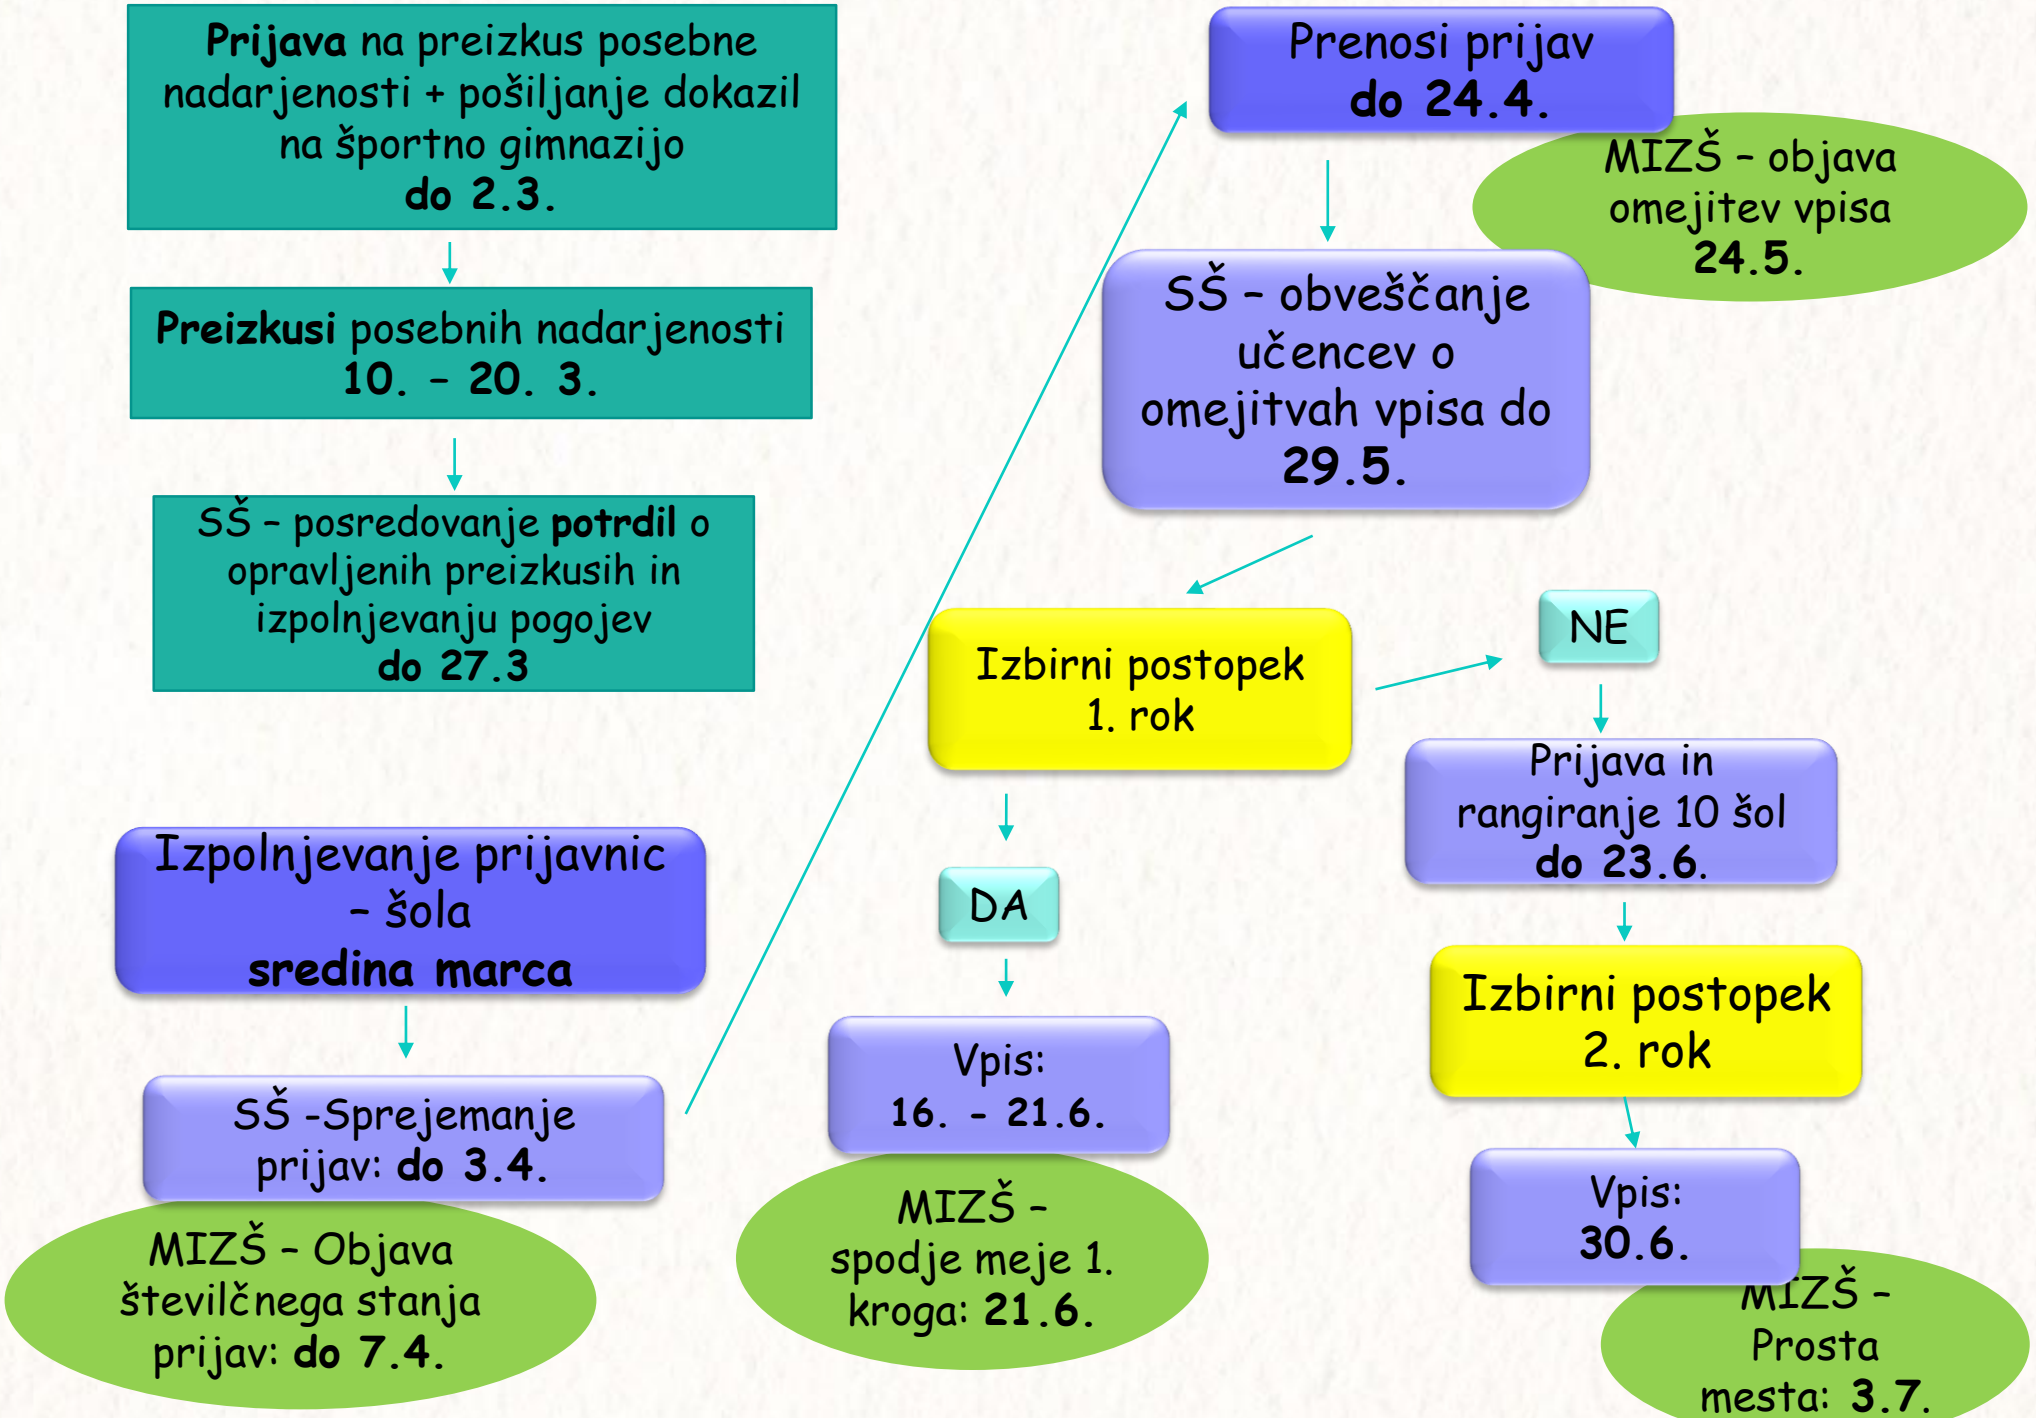 Prijava na preizkus posebne
nadarjenosti + pošiljanje dokazil
na športno gimnazijo
do 2.3.
Preizkusi posebnih nadarjenosti
10. – 20. 3.
SŠ – posredovanje potrdil o
opravljenih preizkusih in
izpolnjevanju pogojev
do 27.3
Izpolnjevanje prijavnic
– šola
sredina marca
SŠ -Sprejemanje
prijav: do 3.4.
MIZŠ – Objava
številčnega stanja
prijav: do 7.4.
Prenosi prijav
do 24.4.
MIZŠ – objava
omejitev vpisa
24.5.
SŠ – obveščanje
učencev o
omejitvah vpisa do
29.5.
Izbirni postopek
1. rok
DA
Vpis:
16. - 21.6.
MIZŠ –
spodje meje 1.
kroga: 21.6.
NE
Prijava in
rangiranje 10 šol
do 23.6.
Izbirni postopek
2. rok
Vpis:
30.6.
MIZŠ –
Prosta
mesta: 3.7.